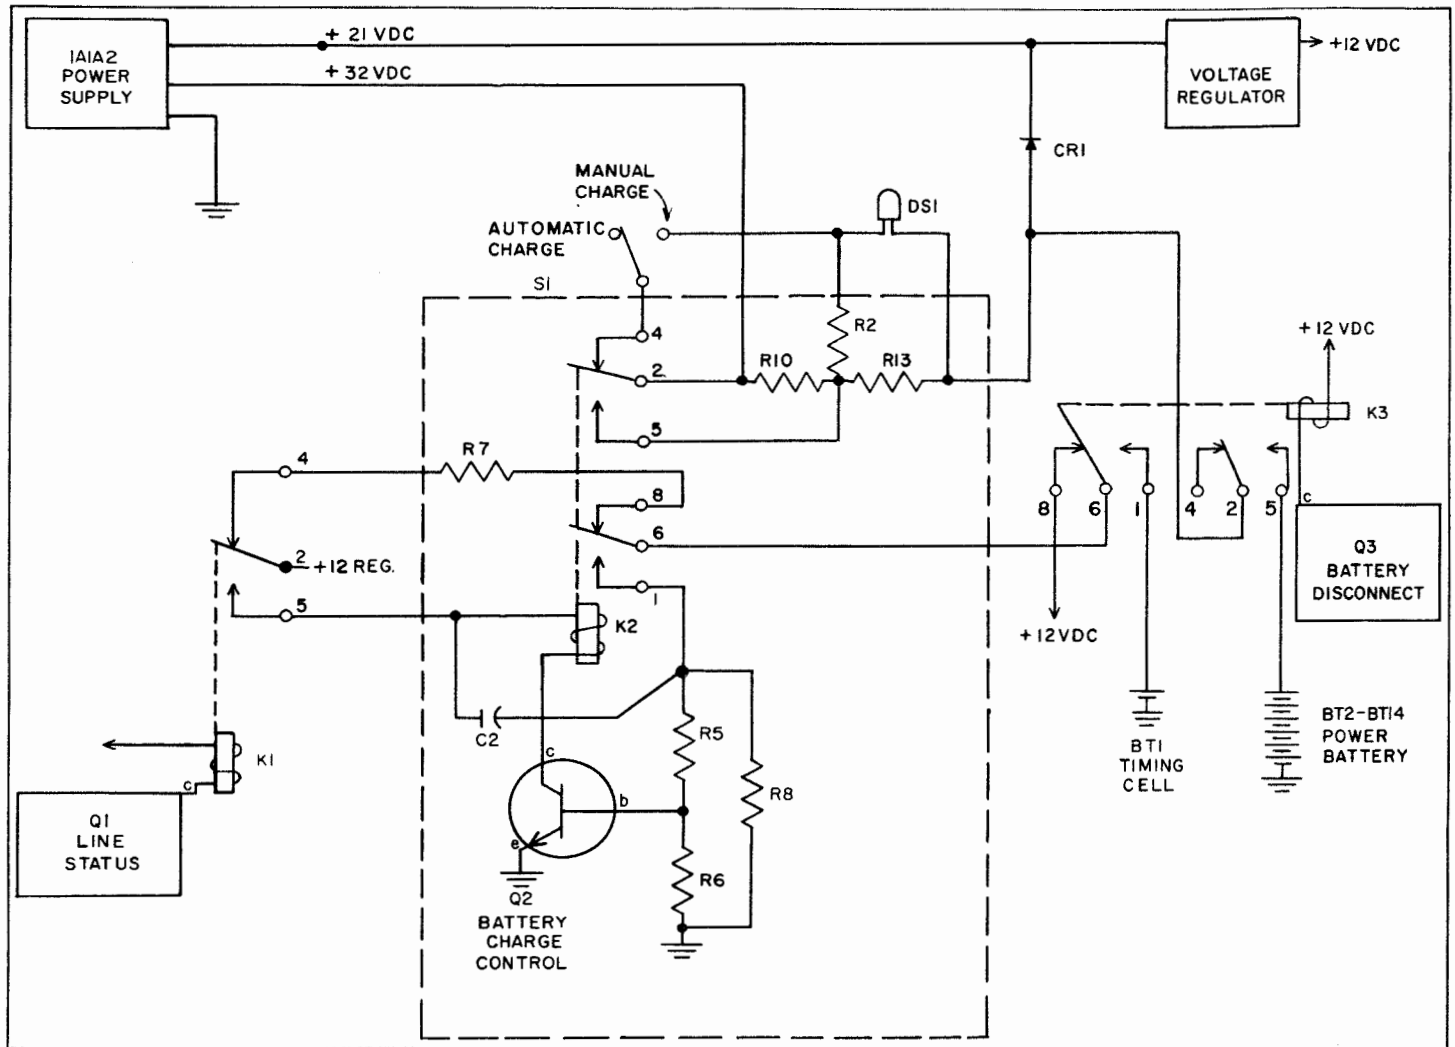 1A1A2
POWER
SUPPLY
+ 21 VDC
+ 32 VDC
VOLTAGE
REGULATOR
+12 VDC
CR1
MANUAL
CHARGE
AUTOMATIC
CHARGE
DS1
S1
4
R2
R10
R13
2
5
+12 VDC
K3
R7
4
8
6
2
+12 REG.
5
1
K2
8
6
1
4
2
5
c
Q3
BATTERY
DISCONNECT
+12VDC
C2
R5
R8
R6
c
b
e
Q2
BATTERY
CHARGE
CONTROL
K1
c
Q1
LINE
STATUS
BT1
TIMING
CELL
BT2-BT14
POWER
BATTERY